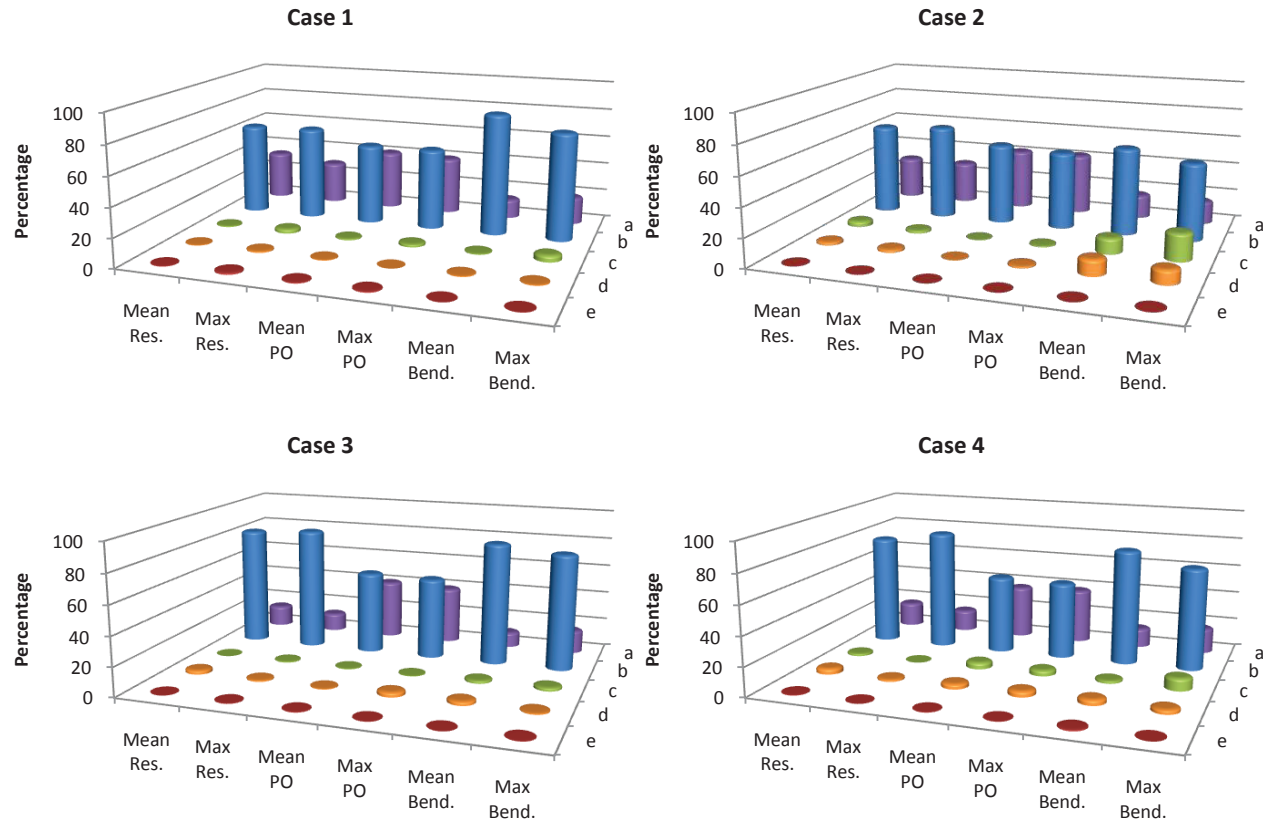 Case 1
Percentage
100
80
60
40
20
0
a
b
c
d
e
Mean
Res.
Max
Res.
Mean
PO
Max
PO
Mean
Bend.
Max
Bend.
Case 2
Percentage
100
80
60
40
20
0
a
b
c
d
e
Mean
Res.
Max
Res.
Mean
PO
Max
PO
Mean
Bend.
Max
Bend.
Case 3
Percentage
100
80
60
40
20
0
a
b
c
d
e
Mean
Res.
Max
Res.
Mean
PO
Max
PO
Mean
Bend.
Max
Bend.
Case 4
Percentage
100
80
60
40
20
0
a
b
c
d
e
Mean
Res.
Max
Res.
Mean
PO
Max
PO
Mean
Bend.
Max
Bend.